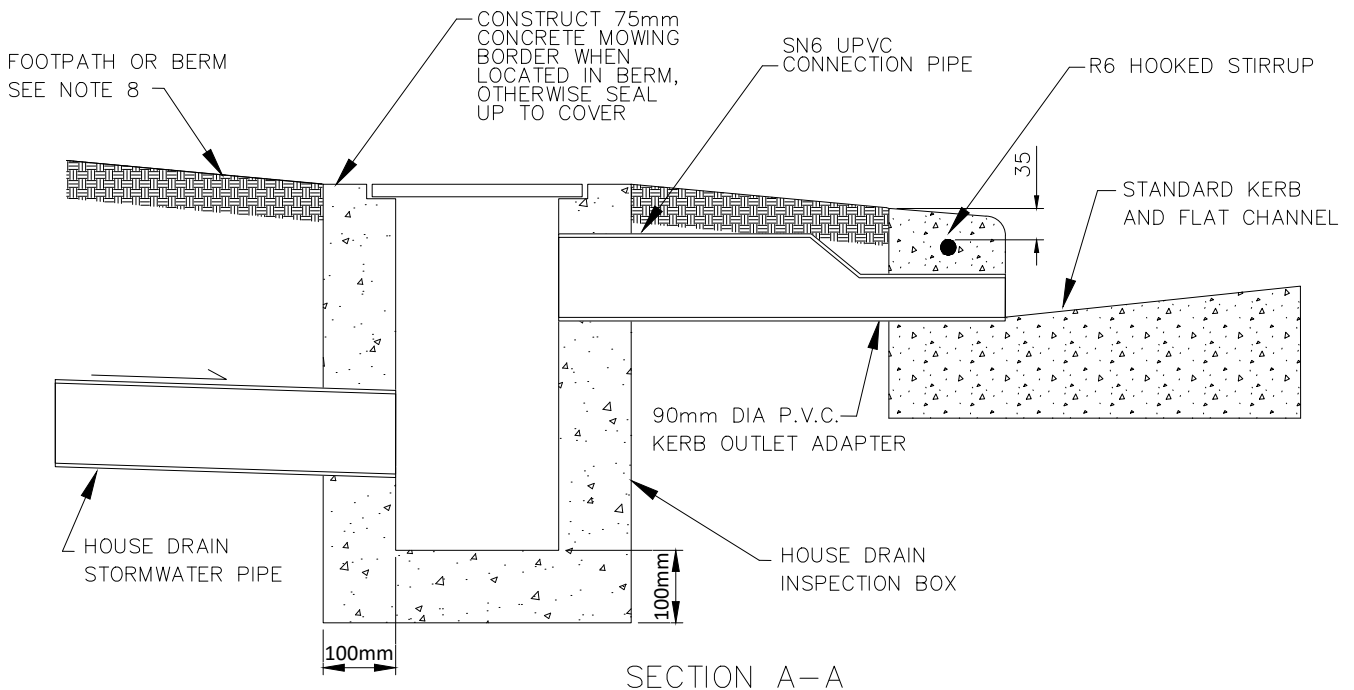 FOOTPATH OR BERM
SEE NOTE 8
CONSTRUCT 75mm
CONCRETE MOWING
BORDER WHEN
LOCATED IN BERM,
OTHERWISE SEAL
UP TO COVER
SN6 UPVC
CONNECTION PIPE
R6 HOOKED STIRRUP
35
STANDARD KERB
AND FLAT CHANNEL
90mm DIA P.V.C.
KERB OUTLET ADAPTER
HOUSE DRAIN
STORMWATER PIPE
HOUSE DRAIN
INSPECTION BOX
100mm
100mm
SECTION A-A